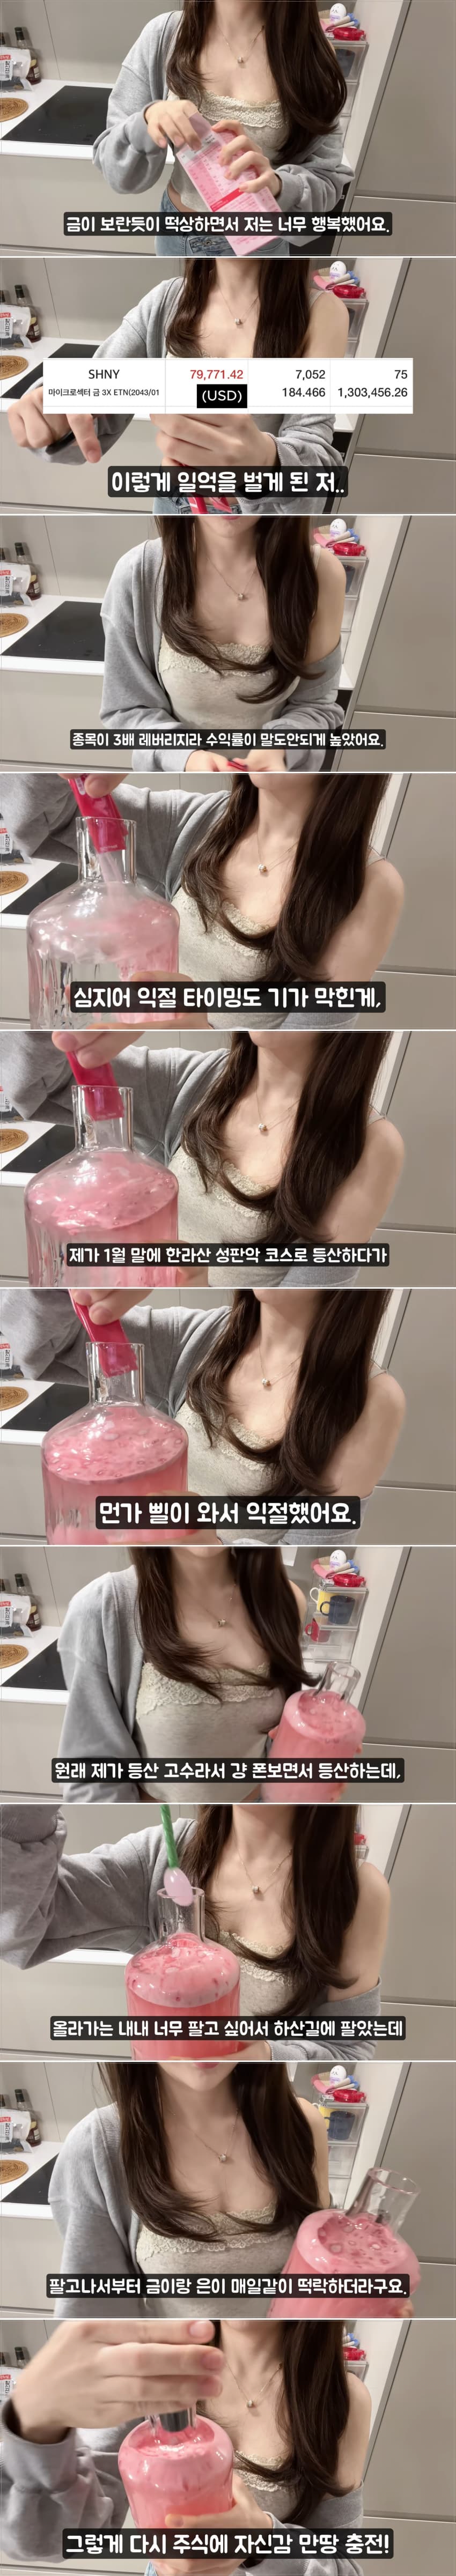 금이 보란듯이 떡상하면서 저는 너무 행복했어요.
SHNY 79,771.42 7,052 75
마이크로섹터 금 3X ETN(2043/01 (USD) 184.466 1,303,456.26
이렇게 일억을 벌게 된 저..
종목이 3배 레버리지라 수익률이 말도안되게 높았어요.
심지어 익절 타이밍도 기가 막힌게,
제가 1월 말에 한라산 성판악 코스로 등산하다가
먼가 삘이 와서 익절했어요.
원래 제가 등산 고수라서 걍 폰보면서 등산하는데,
올라가는 내내 너무 팔고 싶어서 하산길에 팔았는데
팔고나서부터 금이랑 은이 매일같이 떡락하더라구요.
그렇게 다시 주식에 자신감 만땅 충전!